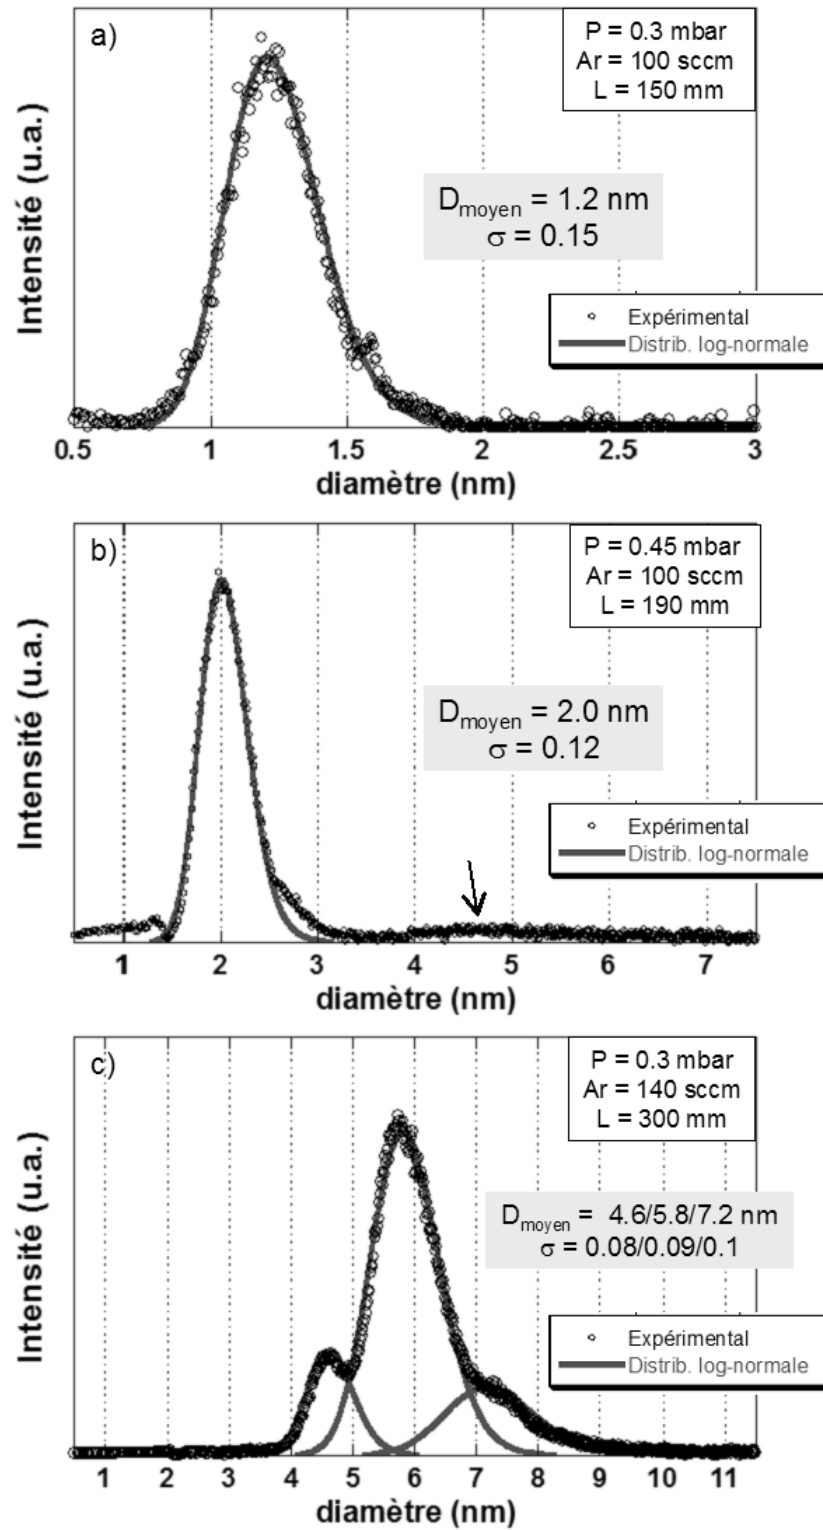 a)
P = 0.3 mbar
Ar = 100 sccm
L = 150 mm
D_moyen = 1.2 nm
σ = 0.15
Expérimental
Distrib. log-normale
Intensité (u.a.)
0.5 1 1.5 2 2.5 3
diamètre (nm)
b)
P = 0.45 mbar
Ar = 100 sccm
L = 190 mm
D_moyen = 2.0 nm
σ = 0.12
Expérimental
Distrib. log-normale
Intensité (u.a.)
1 2 3 4 5 6 7
diamètre (nm)
c)
P = 0.3 mbar
Ar = 140 sccm
L = 300 mm
D_moyen = 4.6/5.8/7.2 nm
σ = 0.08/0.09/0.1
Expérimental
Distrib. log-normale
Intensité (u.a.)
1 2 3 4 5 6 7 8 9 10 11
diamètre (nm)